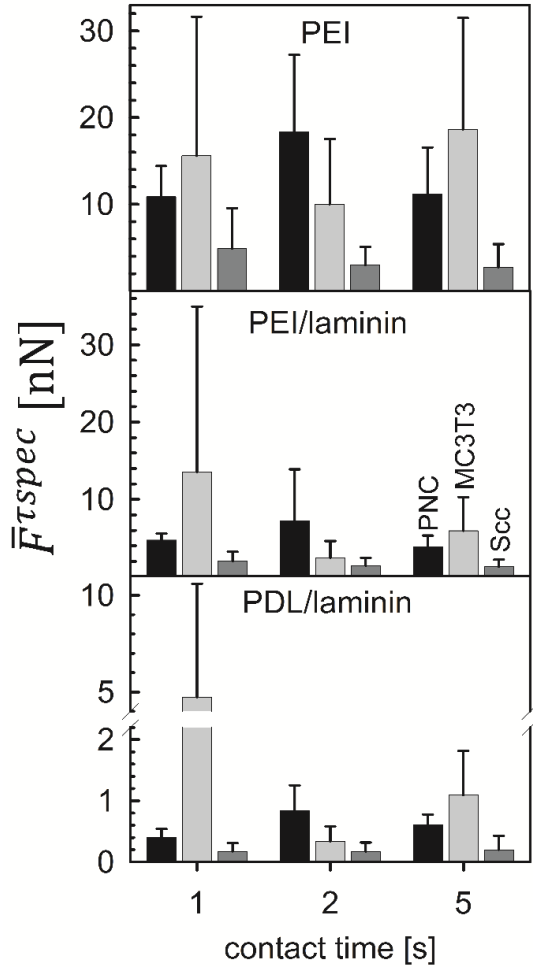 PEI
30
20
10
PEI/laminin
30
20
10
PNC
MC3T3
Scc
F̄^τspec [nN]
PDL/laminin
10
5
2
1
0
1 2 5
contact time [s]